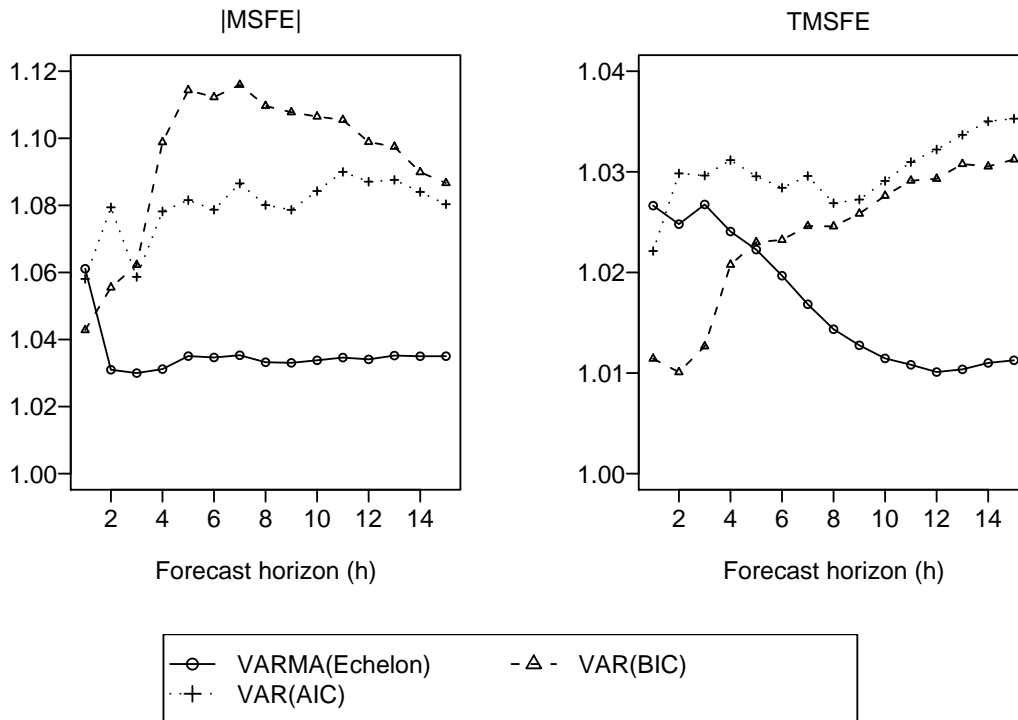 |MSFE|
1.12
1.10
1.08
1.06
1.04
1.02
1.00
2 4 6 8 10 12 14
Forecast horizon (h)
TMSFE
1.04
1.03
1.02
1.01
1.00
2 4 6 8 10 12 14
Forecast horizon (h)
VARMA(Echelon) VAR(BIC)
VAR(AIC)